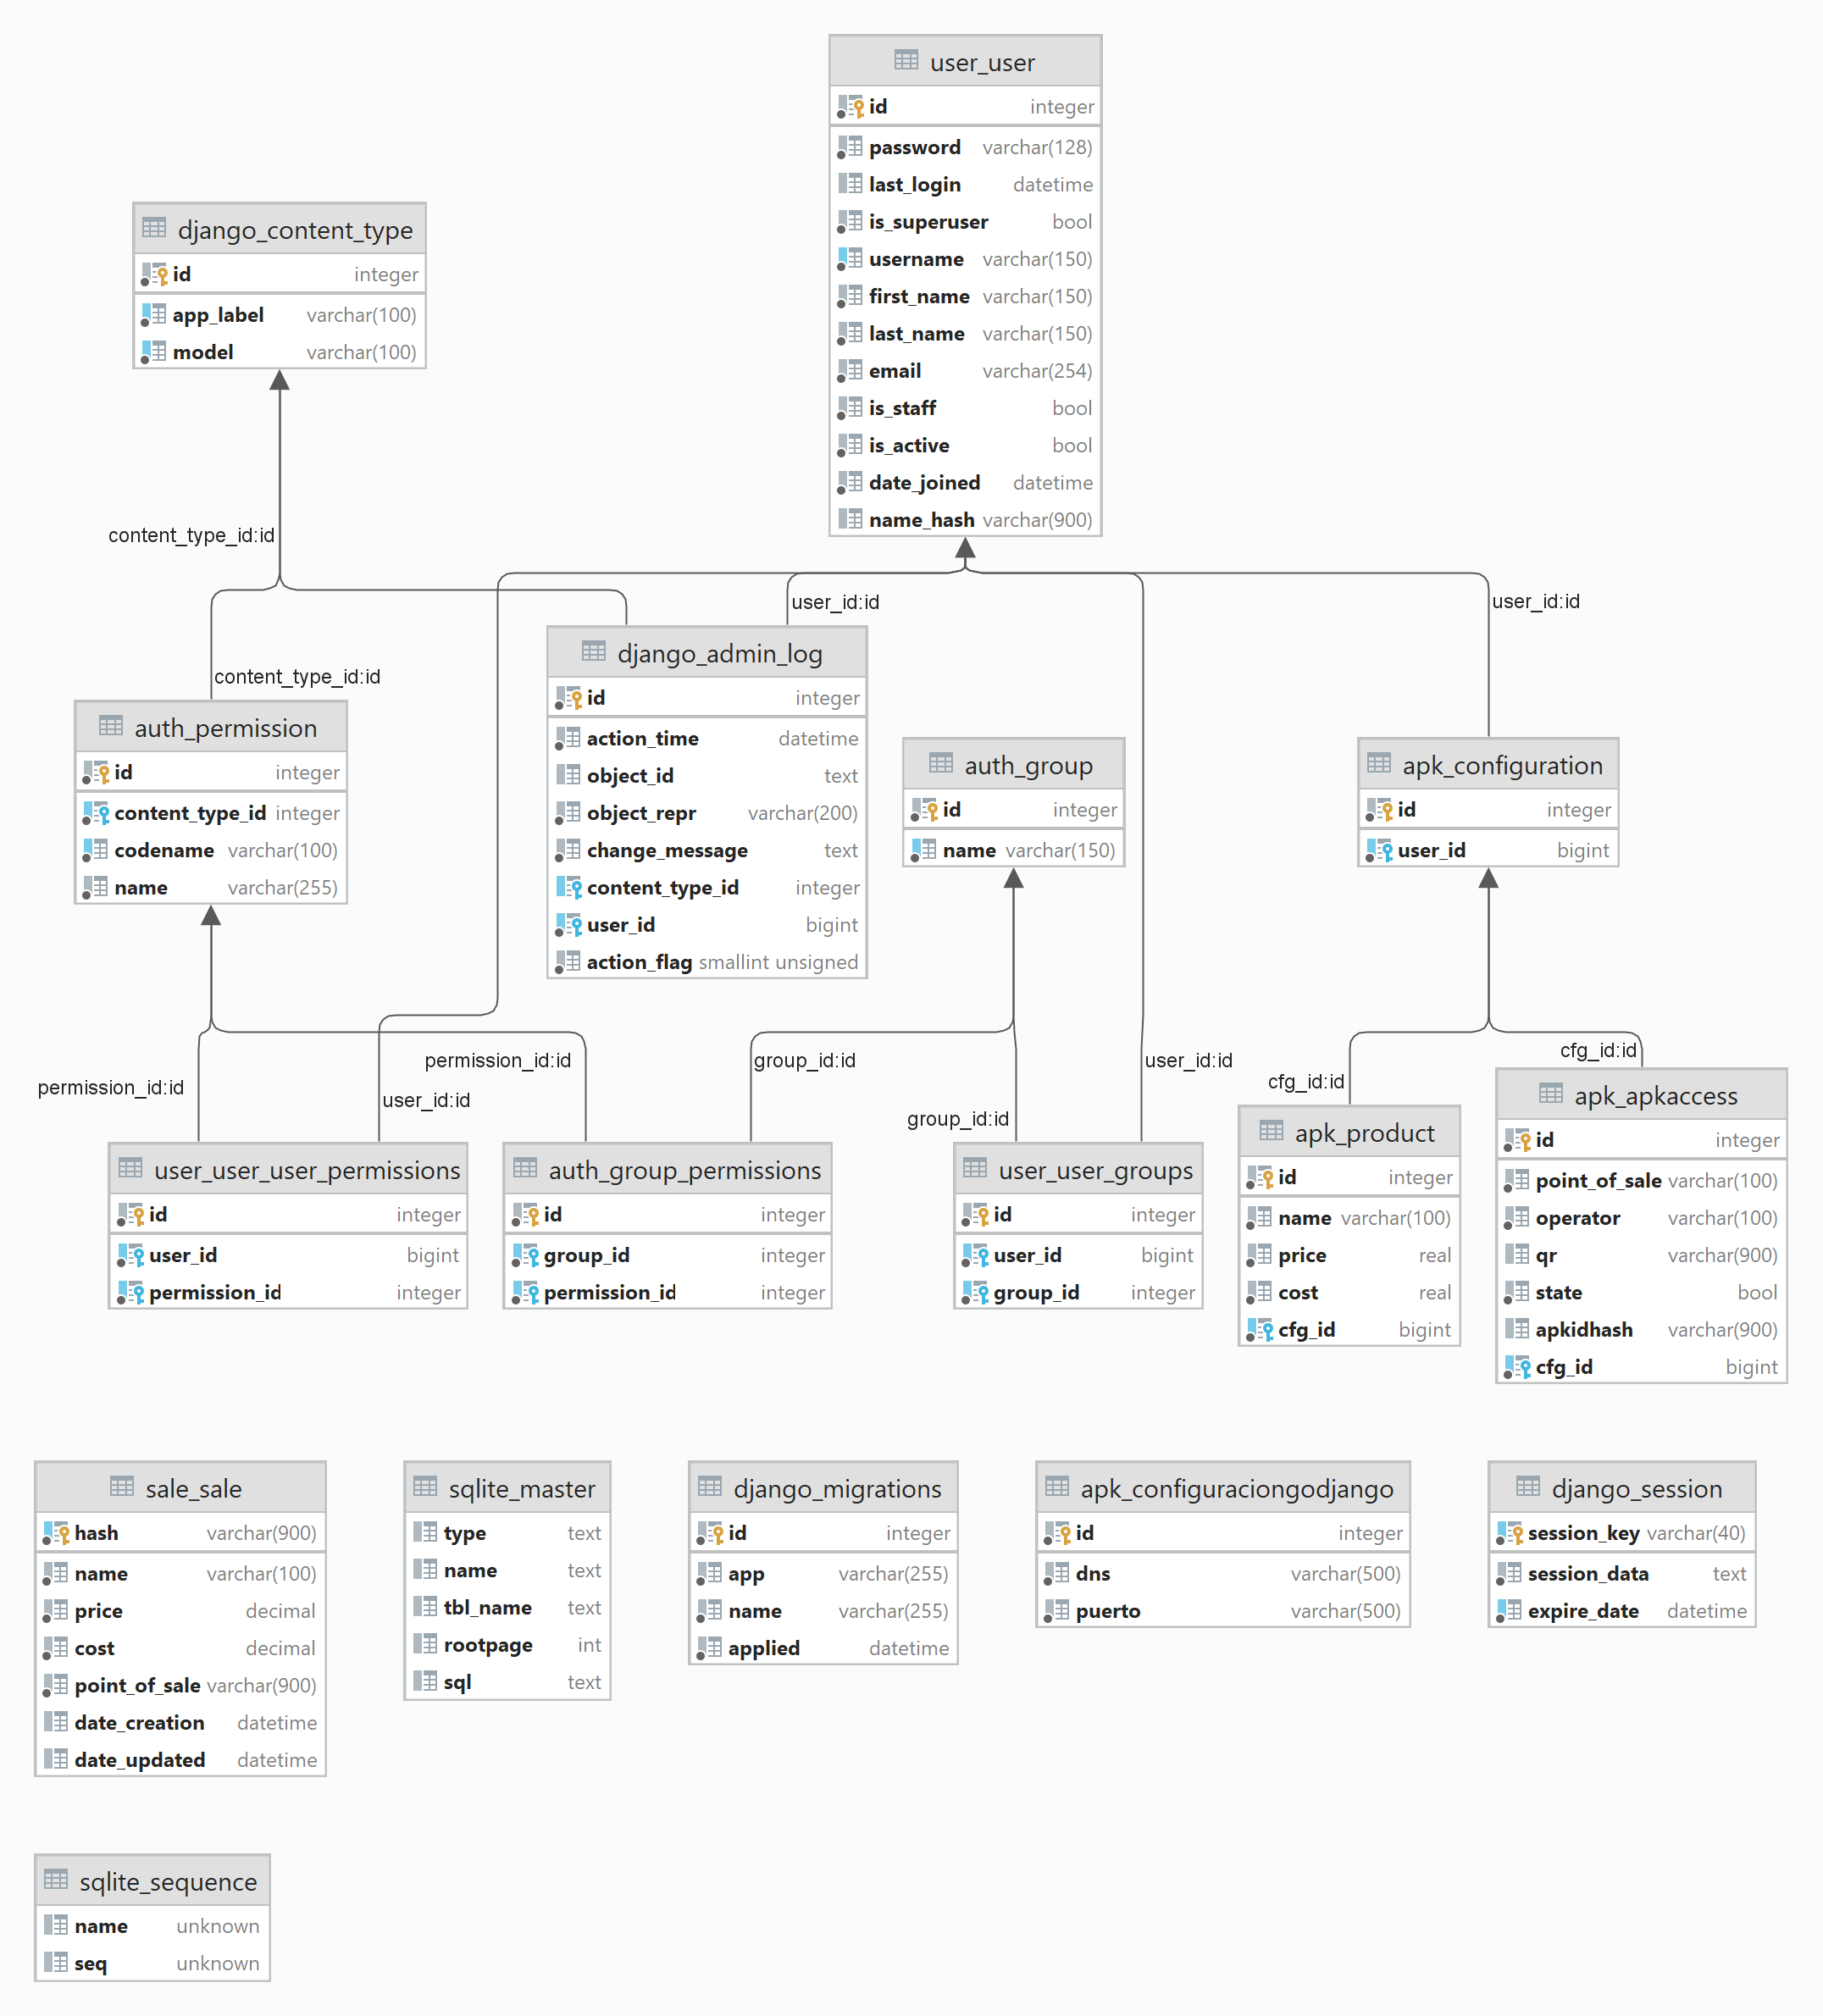 user_user
id integer
password varchar(128)
last_login datetime
is_superuser bool
username varchar(150)
first_name varchar(150)
last_name varchar(150)
email varchar(254)
is_staff bool
is_active bool
date_joined datetime
name_hash varchar(900)
django_content_type
id integer
app_label varchar(100)
model varchar(100)
content_type_id:id
user_id:id
user_id:id
content_type_id:id
django_admin_log
id integer
action_time datetime
object_id text
object_repr varchar(200)
change_message text
content_type_id integer
user_id bigint
action_flag smallint unsigned
auth_permission
id integer
content_type_id integer
codename varchar(100)
name varchar(255)
auth_group
id integer
name varchar(150)
apk_configuration
id integer
user_id bigint
permission_id:id
user_id:id
permission_id:id
group_id:id
group_id:id
user_id:id
cfg_id:id
cfg_id:id
user_user_user_permissions
id integer
user_id bigint
permission_id integer
auth_group_permissions
id integer
group_id integer
permission_id integer
user_user_groups
id integer
user_id bigint
group_id integer
apk_product
id integer
name varchar(100)
price real
cost real
cfg_id bigint
apk_apkaccess
id integer
point_of_sale varchar(100)
operator varchar(100)
qr varchar(900)
state bool
apkidhash varchar(900)
cfg_id bigint
sale_sale
hash varchar(900)
name varchar(100)
price decimal
cost decimal
point_of_sale varchar(900)
date_creation datetime
date_updated datetime
sqlite_master
type text
name text
tbl_name text
rootpage int
sql text
django_migrations
id integer
app varchar(255)
name varchar(255)
applied datetime
apk_configuraciongodjango
id integer
dns varchar(500)
puerto varchar(500)
django_session
session_key varchar(40)
session_data text
expire_date datetime
sqlite_sequence
name unknown
seq unknown